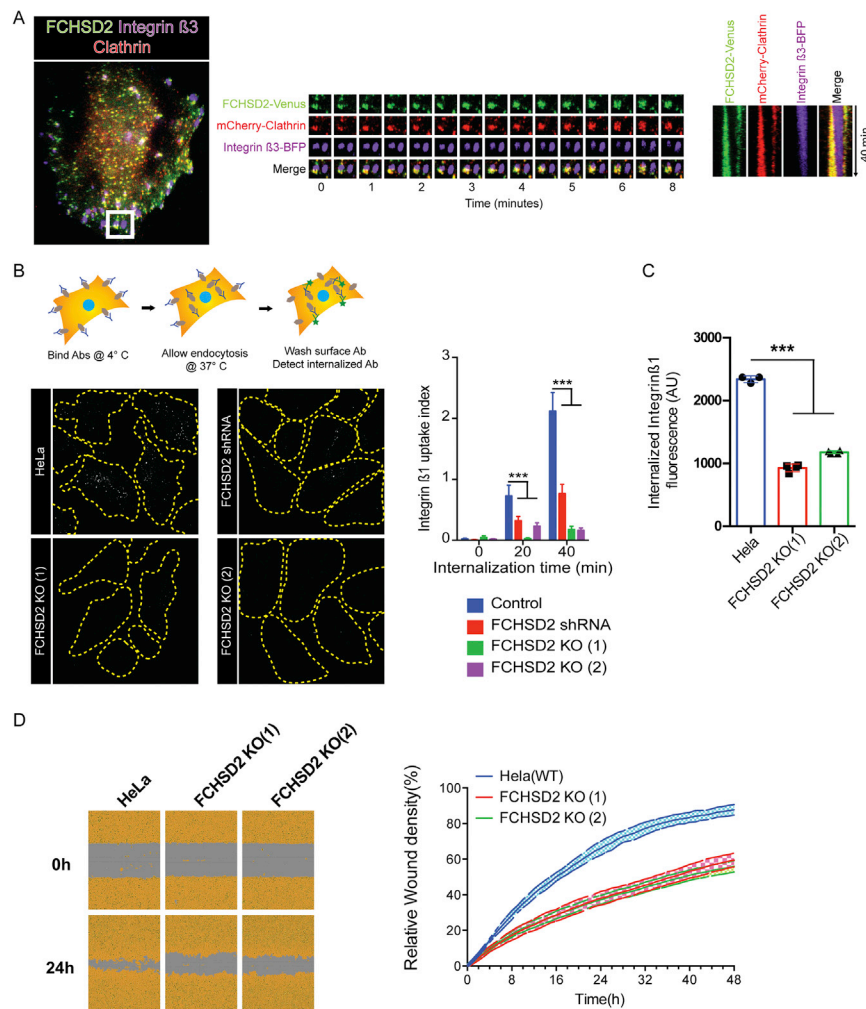 A
FCHSD2 Integrin ß3
Clathrin
FCHSD2-Venus
mCherry-Clathrin
Integrin ß3-BFP
Merge
0 1 2 3 4 5 6 7 8
Time (minutes)
FCHSD2-Venus
mCherry-Clathrin
Integrin ß3-BFP
Merge
40 min
B
Bind Abs @ 4° C
Allow endocytosis
@ 37° C
Wash surface Ab
Detect internalized Ab
HeLa
FCHSD2 shRNA
FCHSD2 KO (1)
FCHSD2 KO (2)
Integrin ß1 uptake index
3
2
1
0
***
***
0 20 40
Internalization time (min)
Control
FCHSD2 shRNA
FCHSD2 KO (1)
FCHSD2 KO (2)
C
Internalized Integrinß1
fluorescence (AU)
3000
2000
1000
0
***
Hela
FCHSD2 KO(1)
FCHSD2 KO(2)
D
HeLa
FCHSD2 KO(1)
FCHSD2 KO(2)
0h
24h
Relative Wound density(%)
100
80
60
40
20
0
Hela(WT)
FCHSD2 KO (1)
FCHSD2 KO (2)
0 8 16 24 32 40 48
Time(h)